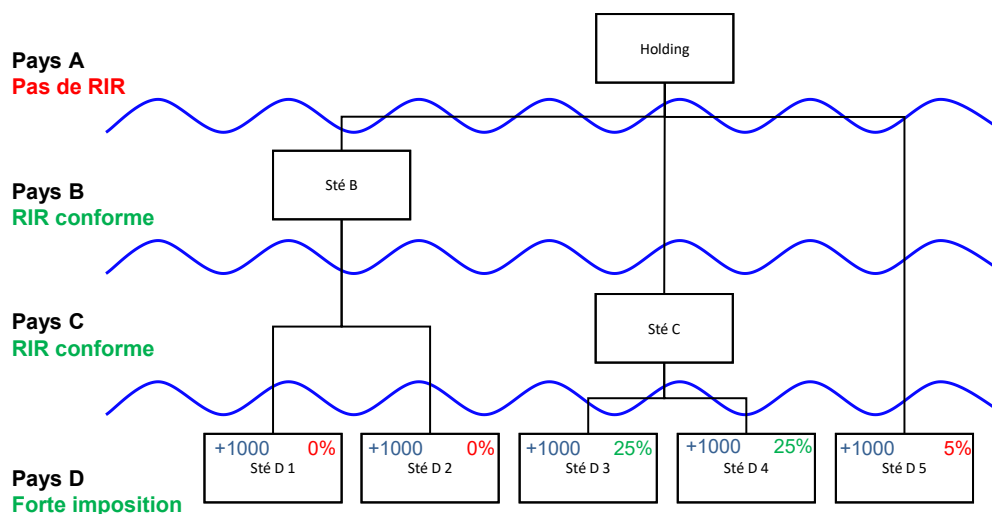 Holding
Pays A
Pas de RIR
Sté B
Pays B
RIR conforme
Pays C
RIR conforme
Sté C
+1000 0%
Sté D 1
+1000 0%
Sté D 2
+1000 25%
Sté D 3
+1000 25%
Sté D 4
+1000 5%
Sté D 5
Pays D
Forte imposition